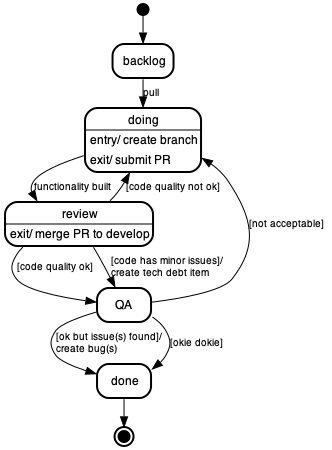 backlog
pull
doing
entry/ create branch
exit/ submit PR
functionality built
[code quality not ok]
review
exit/ merge PR to develop
[not acceptable]
[code quality ok]
[code has minor issues]/
create tech debt item
QA
[ok but issue(s) found]/
create bug(s)
[okie dokie]
done